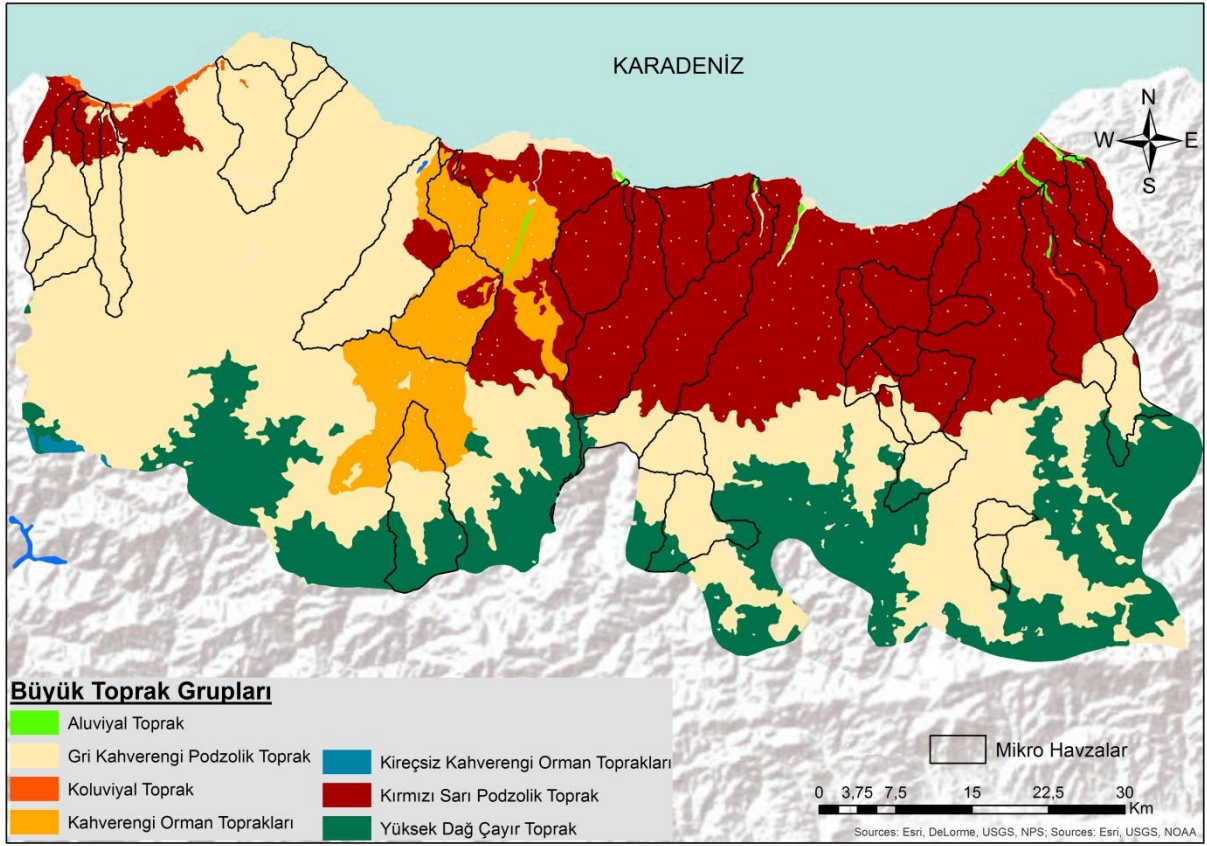 KARADENİZ
N
W E
S
Büyük Toprak Grupları
Aluviyal Toprak
Gri Kahverengi Podzolik Toprak
Koluviyal Toprak
Kahverengi Orman Toprakları
Kireçsiz Kahverengi Orman Toprakları
Kırmızı Sarı Podzolik Toprak
Yüksek Dağ Çayır Toprak
Mikro Havzalar
0 3,75 7,5 15 22,5 30
Km
Sources: Esri, DeLorme, USGS, NPS; Sources: Esri, USGS, NOAA